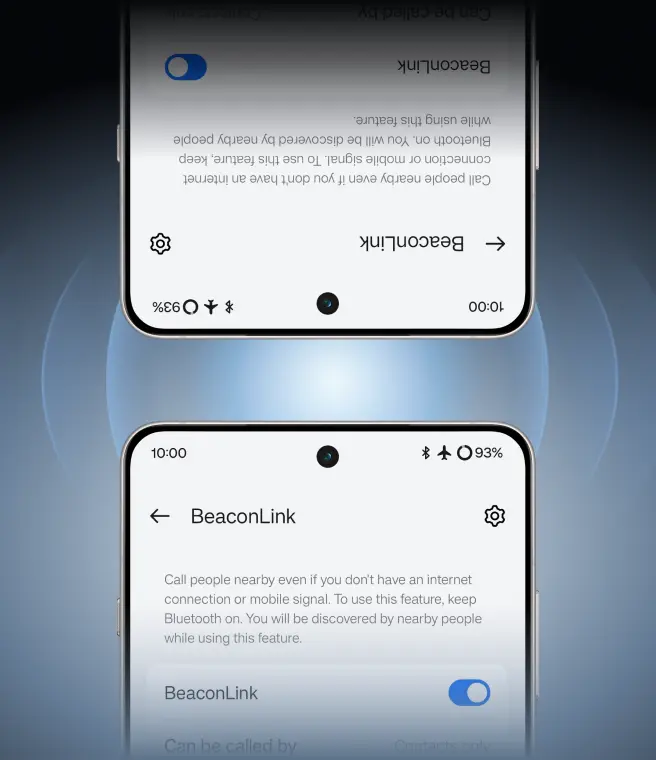 Can be called by
BeaconLink
while using this feature.
Bluetooth on. You will be discovered by nearby people
connection or mobile signal. To use this feature, keep
Call people nearby even if you don't have an internet
BeaconLink
93%
10:00
10:00
93%
BeaconLink
Call people nearby even if you don't have an internet
connection or mobile signal. To use this feature, keep
Bluetooth on. You will be discovered by nearby people
while using this feature.
BeaconLink
Can be called by
Contacts only